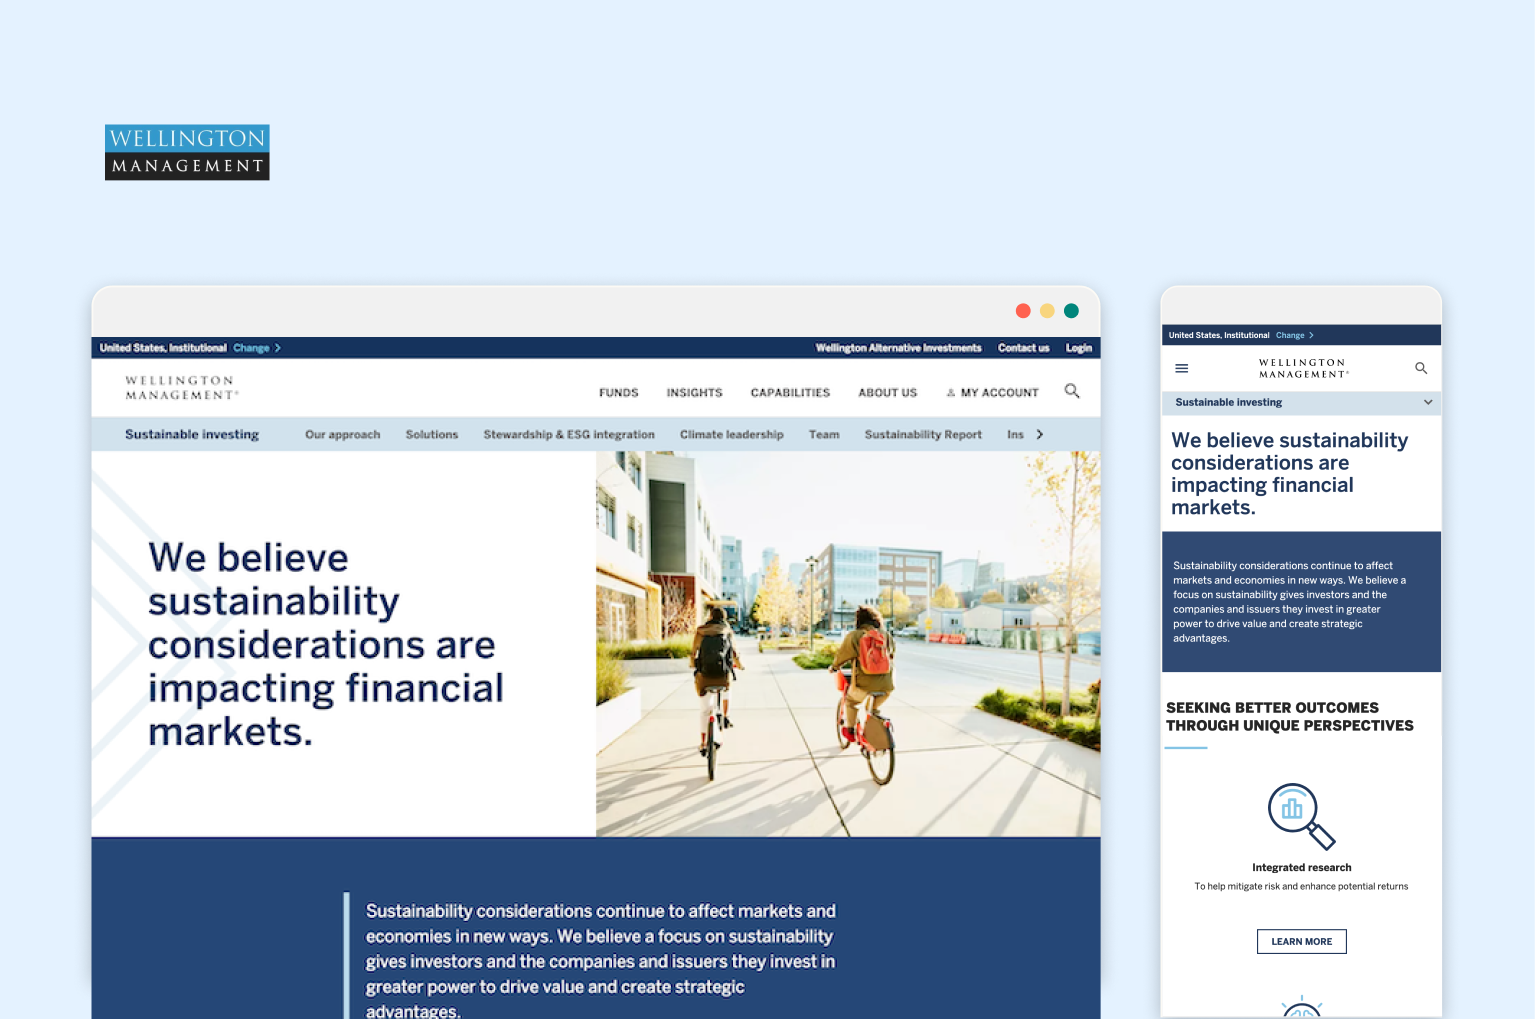 WELLINGTON
MANAGEMENT
United States, Institutional Change
Wellington Alternative Investments Contact us Login
WELLINGTON
MANAGEMENT®
FUNDS INSIGHTS CAPABILITIES ABOUT US MY ACCOUNT
Sustainable investing Our approach Solutions Stewardship & ESG integration Climate leadership Team Sustainability Report Ins
We believe
sustainability
considerations are
impacting financial
markets.
Sustainability considerations continue to affect markets and
economies in new ways. We believe a focus on sustainability
gives investors and the companies and issuers they invest in
greater power to drive value and create strategic
advantages.
United States, Institutional Change
WELLINGTON
MANAGEMENT®
Sustainable investing
We believe sustainability
considerations are
impacting financial
markets.
Sustainability considerations continue to affect
markets and economies in new ways. We believe a
focus on sustainability gives investors and the
companies and issuers they invest in greater
power to drive value and create strategic
advantages.
SEEKING BETTER OUTCOMES
THROUGH UNIQUE PERSPECTIVES
Integrated research
To help mitigate risk and enhance potential returns
LEARN MORE